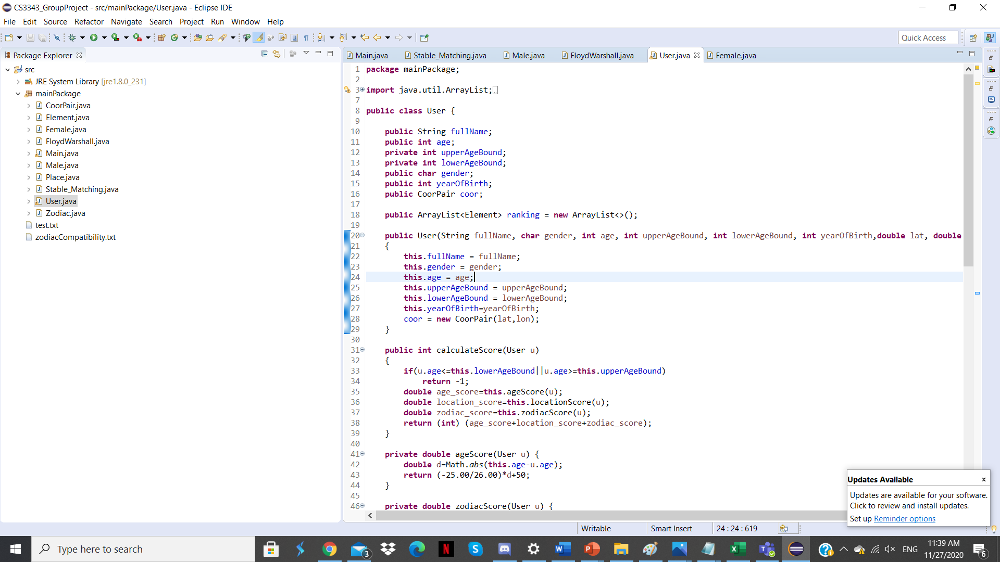 CS3343_GroupProject - src/mainPackage/User.java - Eclipse IDE
File Edit Source Refactor Navigate Search Project Run Window Help
Quick Access
Package Explorer
src
JRE System Library [jre1.8.0_231]
mainPackage
CoorPair.java
Element.java
Female.java
FloydWarshall.java
Main.java
Male.java
Place.java
Stable_Matching.java
User.java
Zodiac.java
test.txt
zodiacCompatibility.txt
Main.java Stable_Matching.java Male.java FloydWarshall.java User.java Female.java
1 package mainPackage;
2
3 import java.util.ArrayList;
7
8 public class User {
9
10 public String fullName;
11 public int age;
12 private int upperAgeBound;
13 private int lowerAgeBound;
14 public char gender;
15 public int yearOfBirth;
16 public CoorPair coor;
17
18 public ArrayList<Element> ranking = new ArrayList<>();
19
20 public User(String fullName, char gender, int age, int upperAgeBound, int lowerAgeBound, int yearOfBirth,double lat, double
21 {
22 this.fullName = fullName;
23 this.gender = gender;
24 this.age = age;
25 this.upperAgeBound = upperAgeBound;
26 this.lowerAgeBound = lowerAgeBound;
27 this.yearOfBirth=yearOfBirth;
28 coor = new CoorPair(lat,lon);
29 }
30
31 public int calculateScore(User u)
32 {
33 if(u.age<=this.lowerAgeBound||u.age>=this.upperAgeBound)
34 return -1;
35 double age_score=this.ageScore(u);
36 double location_score=this.locationScore(u);
37 double zodiac_score=this.zodiacScore(u);
38 return (int) (age_score+location_score+zodiac_score);
39 }
40
41 private double ageScore(User u) {
42 double d=Math.abs(this.age-u.age);
43 return (-25.00/26.00)*d+50;
44 }
45
46 private double zodiacScore(User u) {
Updates Available x
Updates are available for your software.
Click to review and install updates.
Set up Reminder options
Writable Smart Insert 24 : 24 : 619
Type here to search
3
ENG
11:39 AM
11/27/2020
6